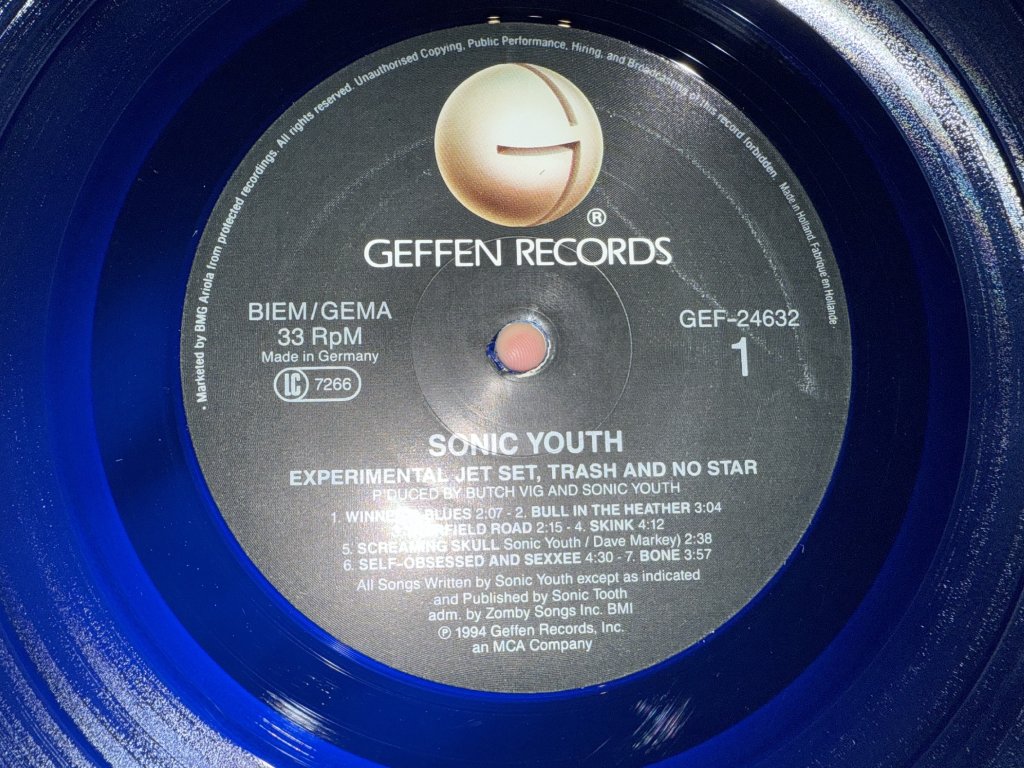 • Marketed by BMG Ariola from protected recordings. All rights reserved. Unauthorised Copying, Public Performance, Hiring, and Broadcasting of this record forbidden. Made in Holland. Fabriqué en Hollande.
G
®
GEFFEN RECORDS
BIEM/GEMA
33 RpM
Made in Germany
LC 7266
GEF-24632
1
SONIC YOUTH
EXPERIMENTAL JET SET, TRASH AND NO STAR
P DUCED BY BUTCH VIG AND SONIC YOUTH
1. BLUES 2:07 - 2. BULL IN THE HEATHER 3:04
FIELD ROAD 2:15 - 4. SKINK 4:12
5. SCREAMING SKULL Sonic Youth / Dave Markey) 2:38
6. SELF-OBSESSED AND SEXXEE 4:30 - 7. BONE 3:57
All Songs Written by Sonic Youth except as indicated
and Published by Sonic Tooth
adm. by Zomby Songs Inc. BMI
℗ 1994 Geffen Records, Inc.
an MCA Company